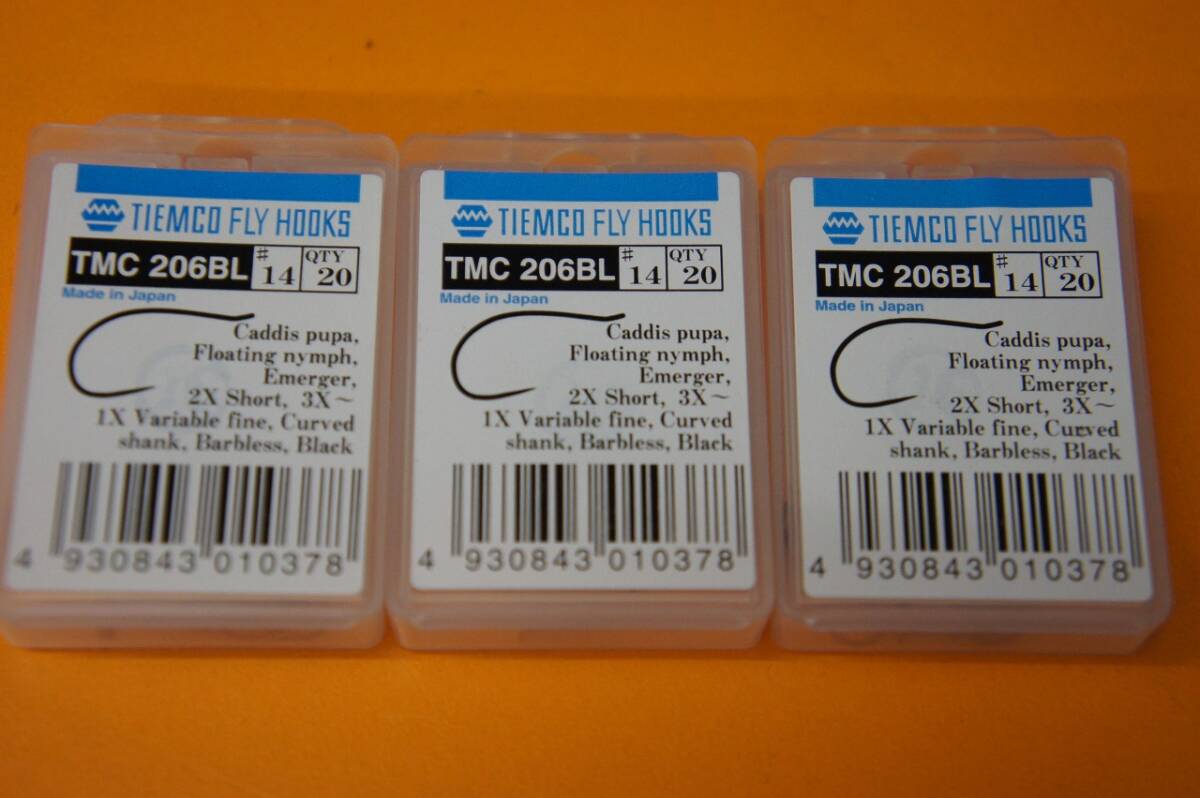 TIEMCO FLY HOOKS
TMC 206BL # 14 QTY 20
Made in Japan
Caddis pupa,
Floating nymph,
Emerger,
2X Short, 3X~
1X Variable fine, Curved
shank, Barbless, Black
4 930843 010378
TIEMCO FLY HOOKS
TMC 206BL # 14 QTY 20
Made in Japan
Caddis pupa,
Floating nymph,
Emerger,
2X Short, 3X~
1X Variable fine, Curved
shank, Barbless, Black
4 930843 010378
TIEMCO FLY HOOKS
TMC 206BL # 14 QTY 20
Made in Japan
Caddis pupa,
Floating nymph,
Emerger,
2X Short, 3X~
1X Variable fine, Curved
shank, Barbless, Black
4 930843 010378